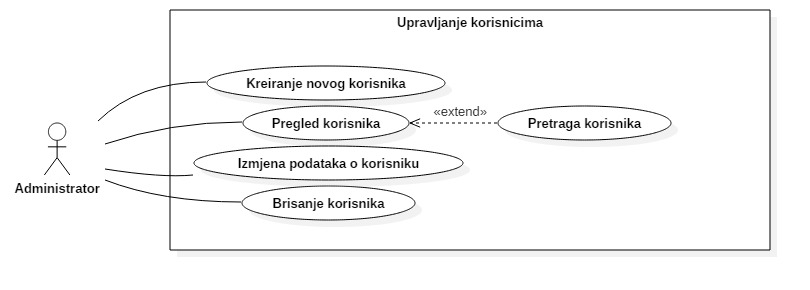 Upravljanje korisnicima
Kreiranje novog korisnika
Pregled korisnika
«extend»
Pretraga korisnika
Izmjena podataka o korisniku
Administrator
Brisanje korisnika